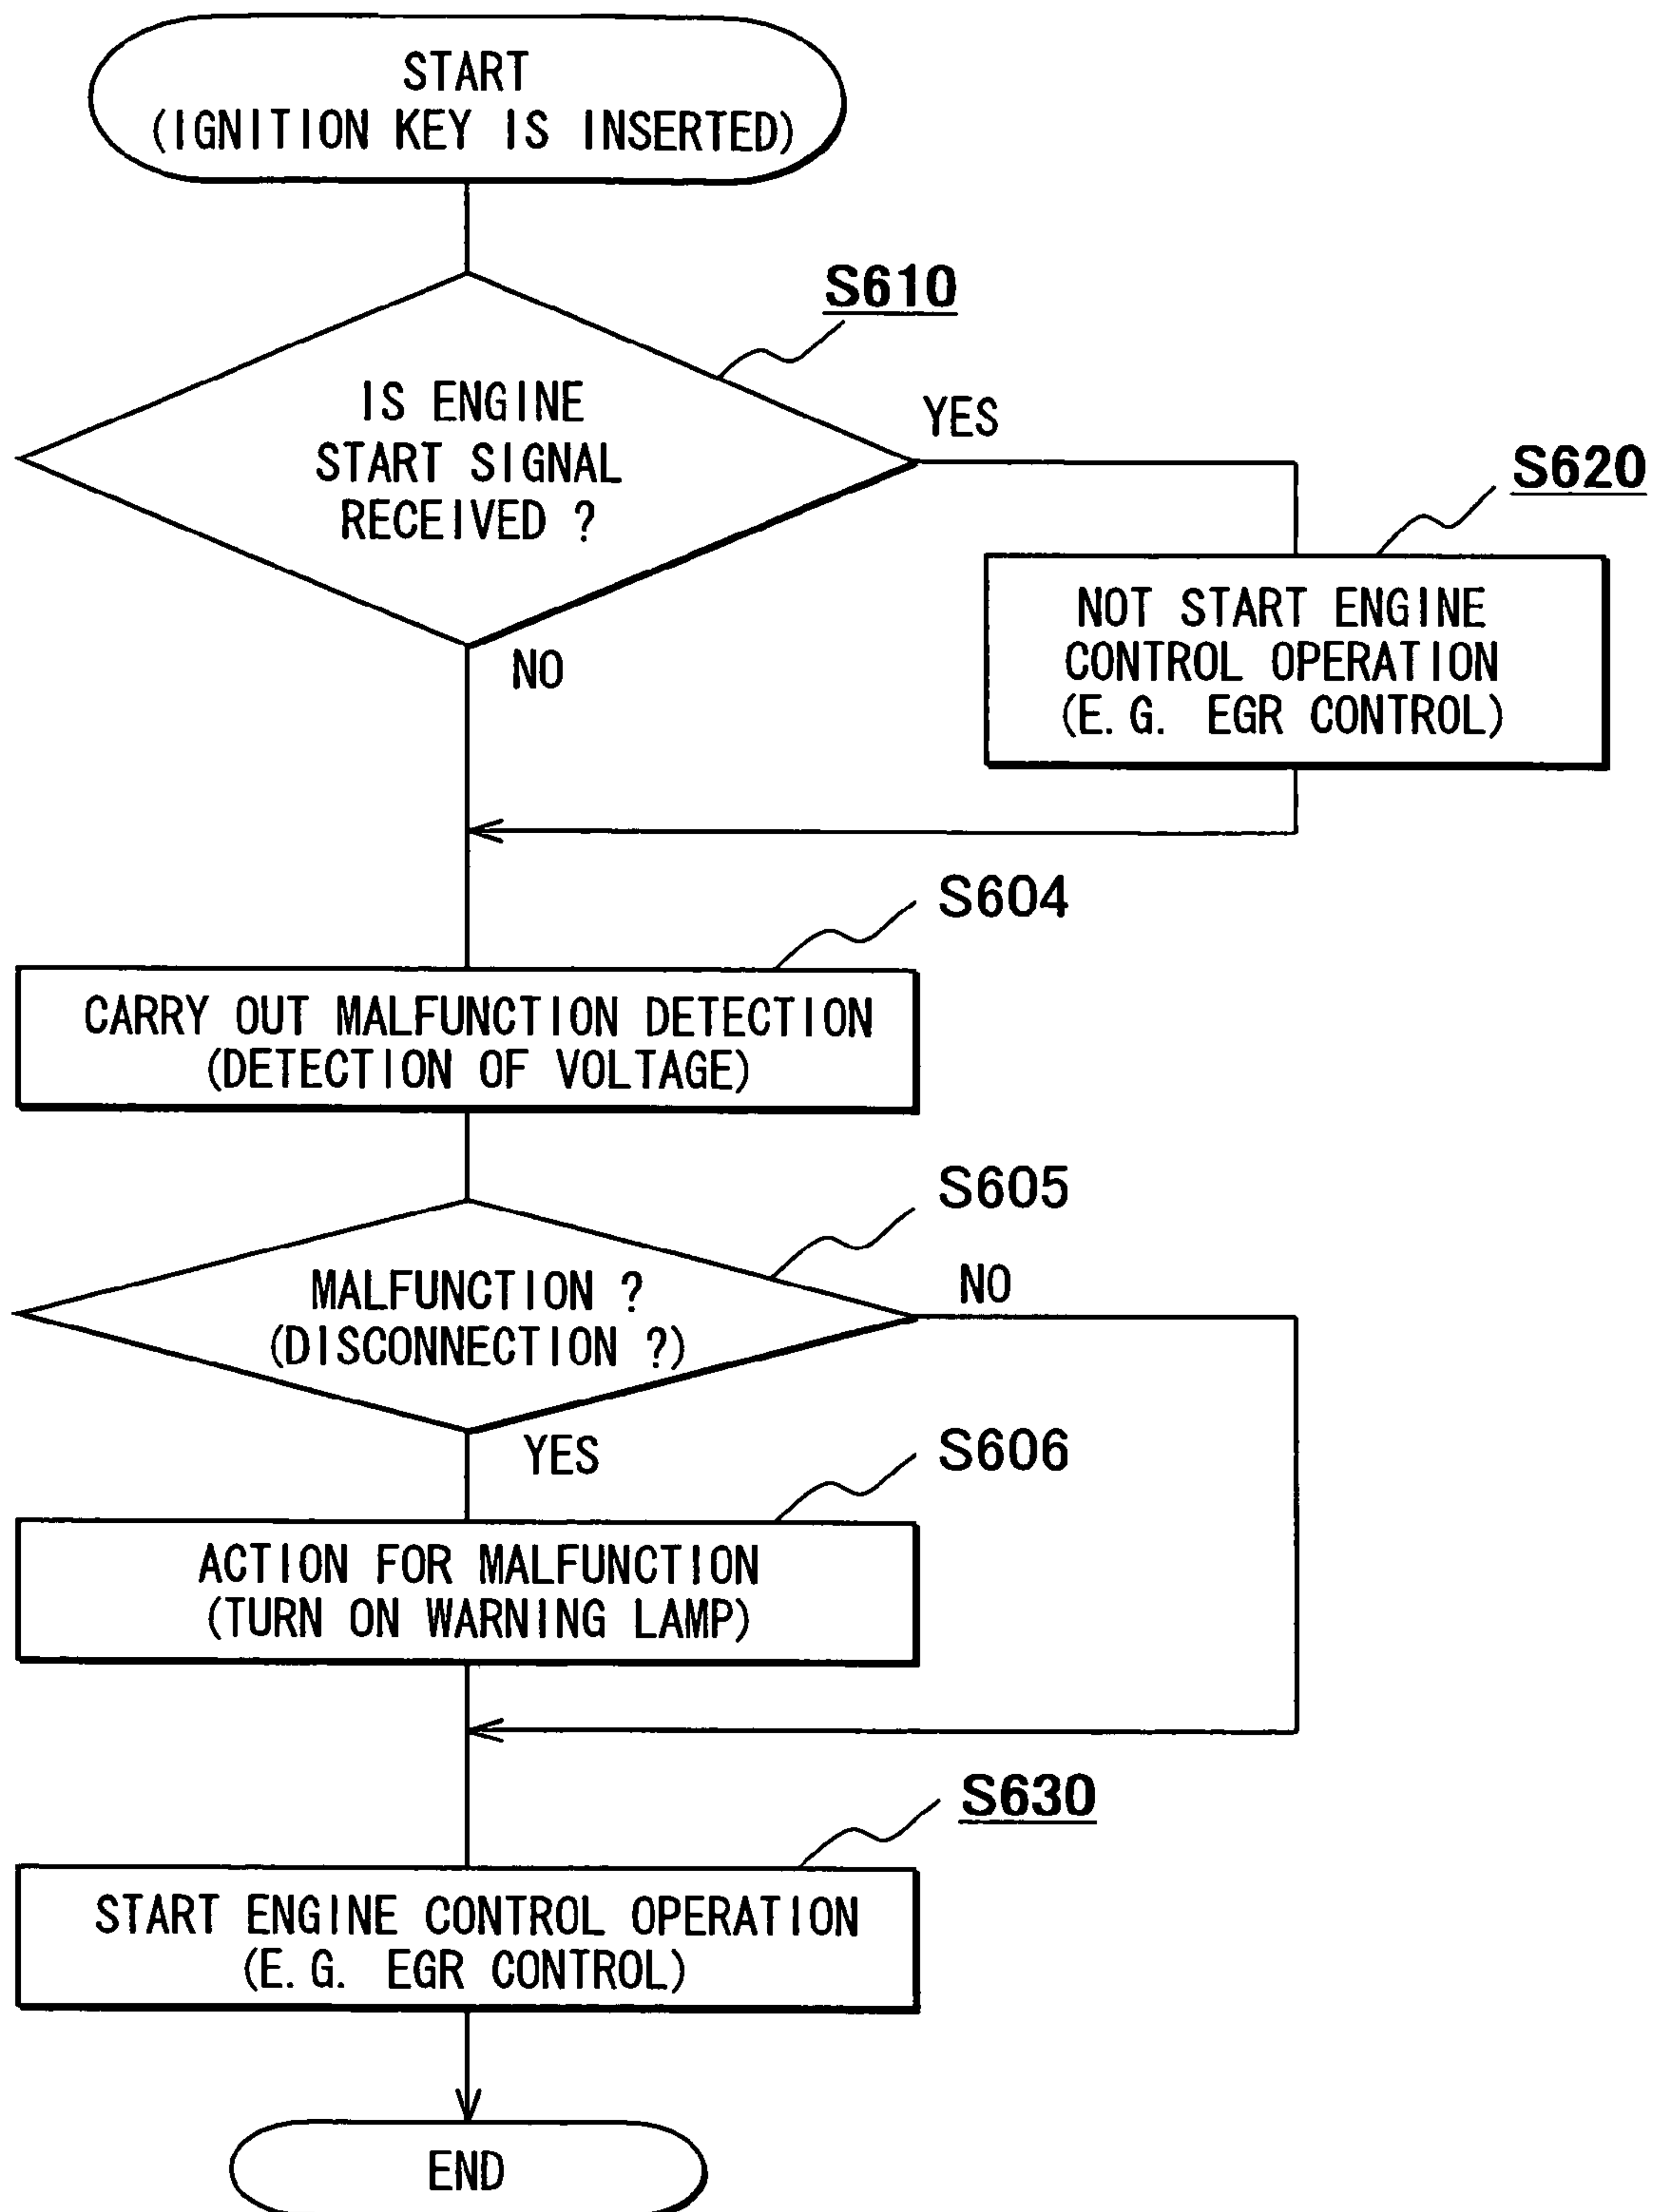 START
(IGNITION KEY IS INSERTED)
S610
IS ENGINE
START SIGNAL
RECEIVED ?
YES
S620
NOT START ENGINE
CONTROL OPERATION
(E.G. EGR CONTROL)
NO
S604
CARRY OUT MALFUNCTION DETECTION
(DETECTION OF VOLTAGE)
S605
MALFUNCTION ?
(DISCONNECTION ?)
NO
YES
S606
ACTION FOR MALFUNCTION
(TURN ON WARNING LAMP)
S630
START ENGINE CONTROL OPERATION
(E.G. EGR CONTROL)
END